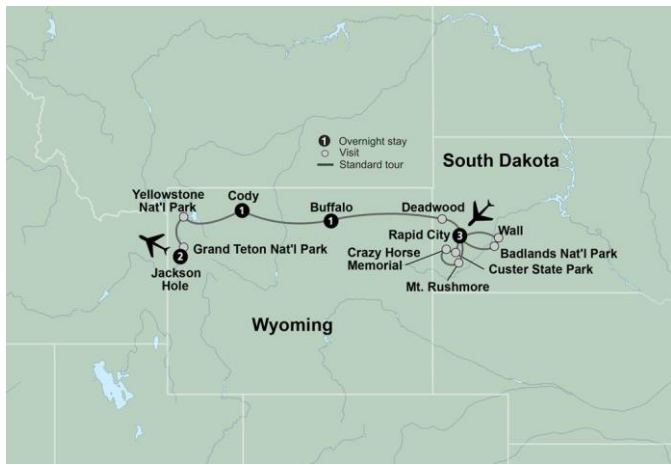 1 Overnight stay
Visit
Standard tour
South Dakota
Yellowstone
Nat'l Park
Cody
1
Buffalo
1
Deadwood
Rapid City
3
Wall
Badlands Nat'l Park
Crazy Horse
Memorial
Custer State Park
Mt. Rushmore
Grand Teton Nat'l Park
2
Jackson
Hole
Wyoming